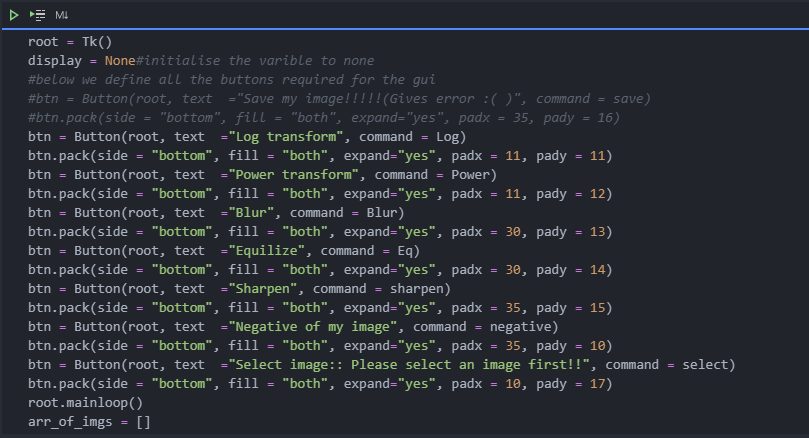 M↓
root = Tk()
display = None#initialise the varible to none
#below we define all the buttons required for the gui
#btn = Button(root, text  ="Save my image!!!!!(Gives error :( )", command = save)
#btn.pack(side = "bottom", fill = "both", expand="yes", padx = 35, pady = 16)
btn = Button(root, text  ="Log transform", command = Log)
btn.pack(side = "bottom", fill = "both", expand="yes", padx = 11, pady = 11)
btn = Button(root, text  ="Power transform", command = Power)
btn.pack(side = "bottom", fill = "both", expand="yes", padx = 11, pady = 12)
btn = Button(root, text  ="Blur", command = Blur)
btn.pack(side = "bottom", fill = "both", expand="yes", padx = 30, pady = 13)
btn = Button(root, text  ="Equilize", command = Eq)
btn.pack(side = "bottom", fill = "both", expand="yes", padx = 30, pady = 14)
btn = Button(root, text  ="Sharpen", command = sharpen)
btn.pack(side = "bottom", fill = "both", expand="yes", padx = 35, pady = 15)
btn = Button(root, text  ="Negative of my image", command = negative)
btn.pack(side = "bottom", fill = "both", expand="yes", padx = 35, pady = 10)
btn = Button(root, text  ="Select image:: Please select an image first!!", command = select)
btn.pack(side = "bottom", fill = "both", expand="yes", padx = 10, pady = 17)
root.mainloop()
arr_of_imgs = []